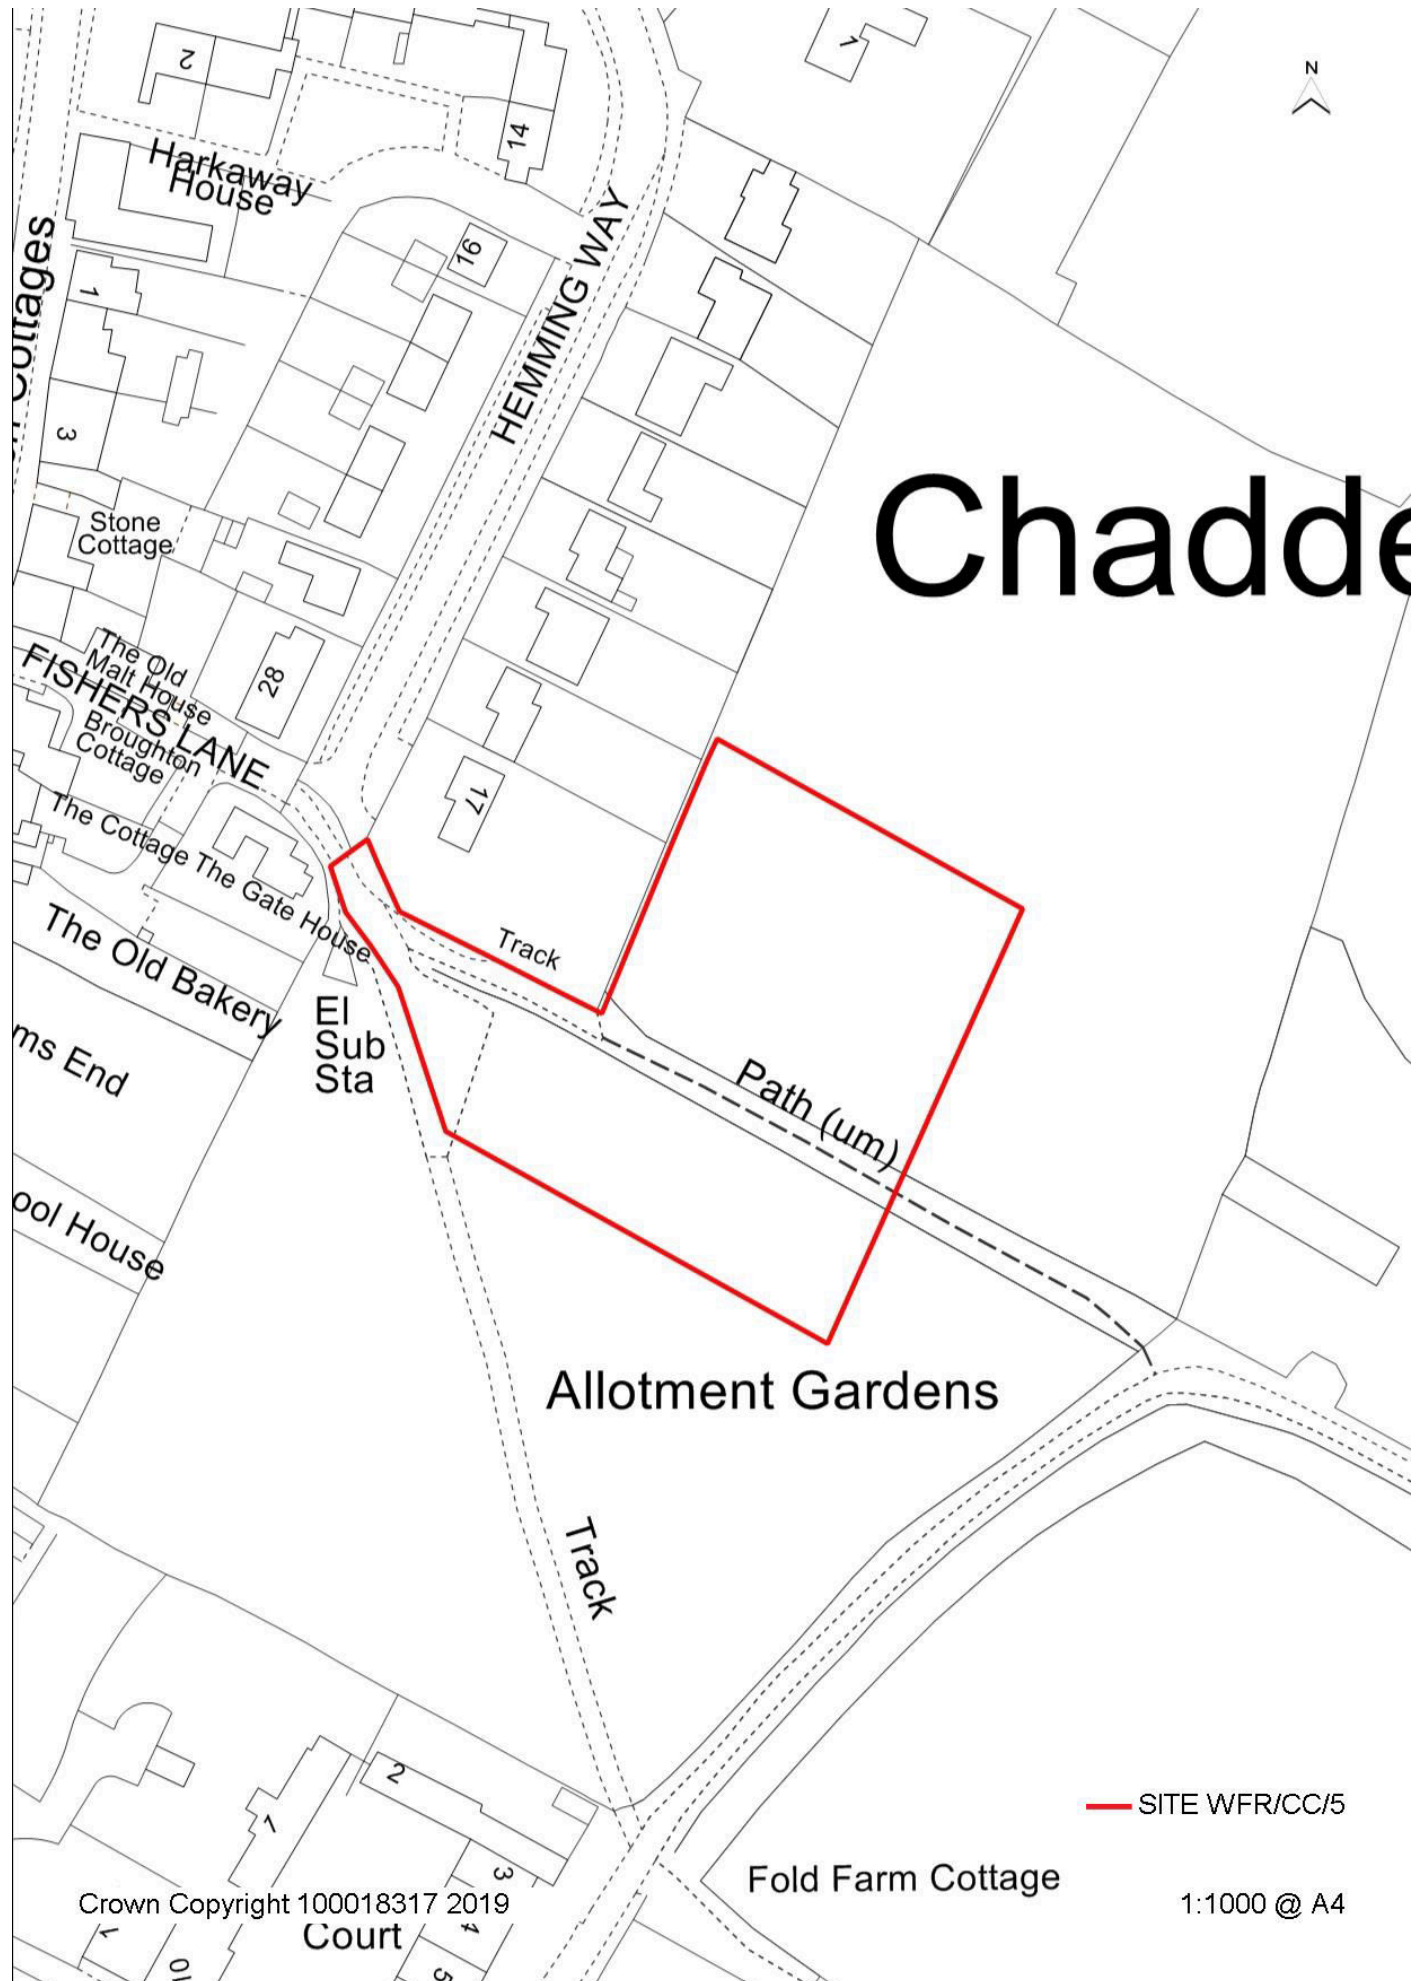 N
2
1
14
Harkaway
House
16
HEMMING WAY
1
Cottages
3
Stone
Cottage
Chadde
The Old
Malt House
28
FISHERS LANE
Broughton
Cottage
17
The Cottage
The Gate House
Track
The Old Bakery
El
Sub
Sta
ms End
Path (um)
ool House
Allotment Gardens
Track
2
1
SITE WFR/CC/5
3
Fold Farm Cottage
Crown Copyright 100018317 2019
1:1000 @ A4
Court
4
10
5